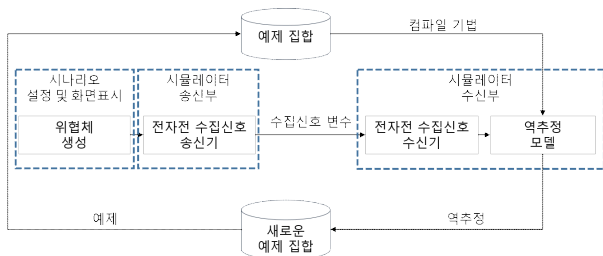 예제 집합
컴파일 기법
시나리오
설정 및 화면표시
시뮬레이터
송신부
시뮬레이터
수신부
위협체
생성
전자전 수집신호
송신기
수집신호 변수
전자전 수집신호
수신기
역추정
모델
예제
새로운
예제 집합
역추정